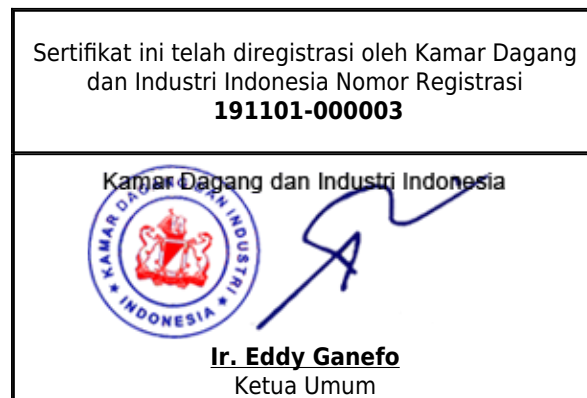 Sertifikat ini telah diregistrasi oleh Kamar Dagang
dan Industri Indonesia Nomor Registrasi
191101-000003
Kamar Dagang dan Industri Indonesia
KAMAR DAGANG DAN INDUSTRI
INDONESIA
Ir. Eddy Ganefo
Ketua Umum